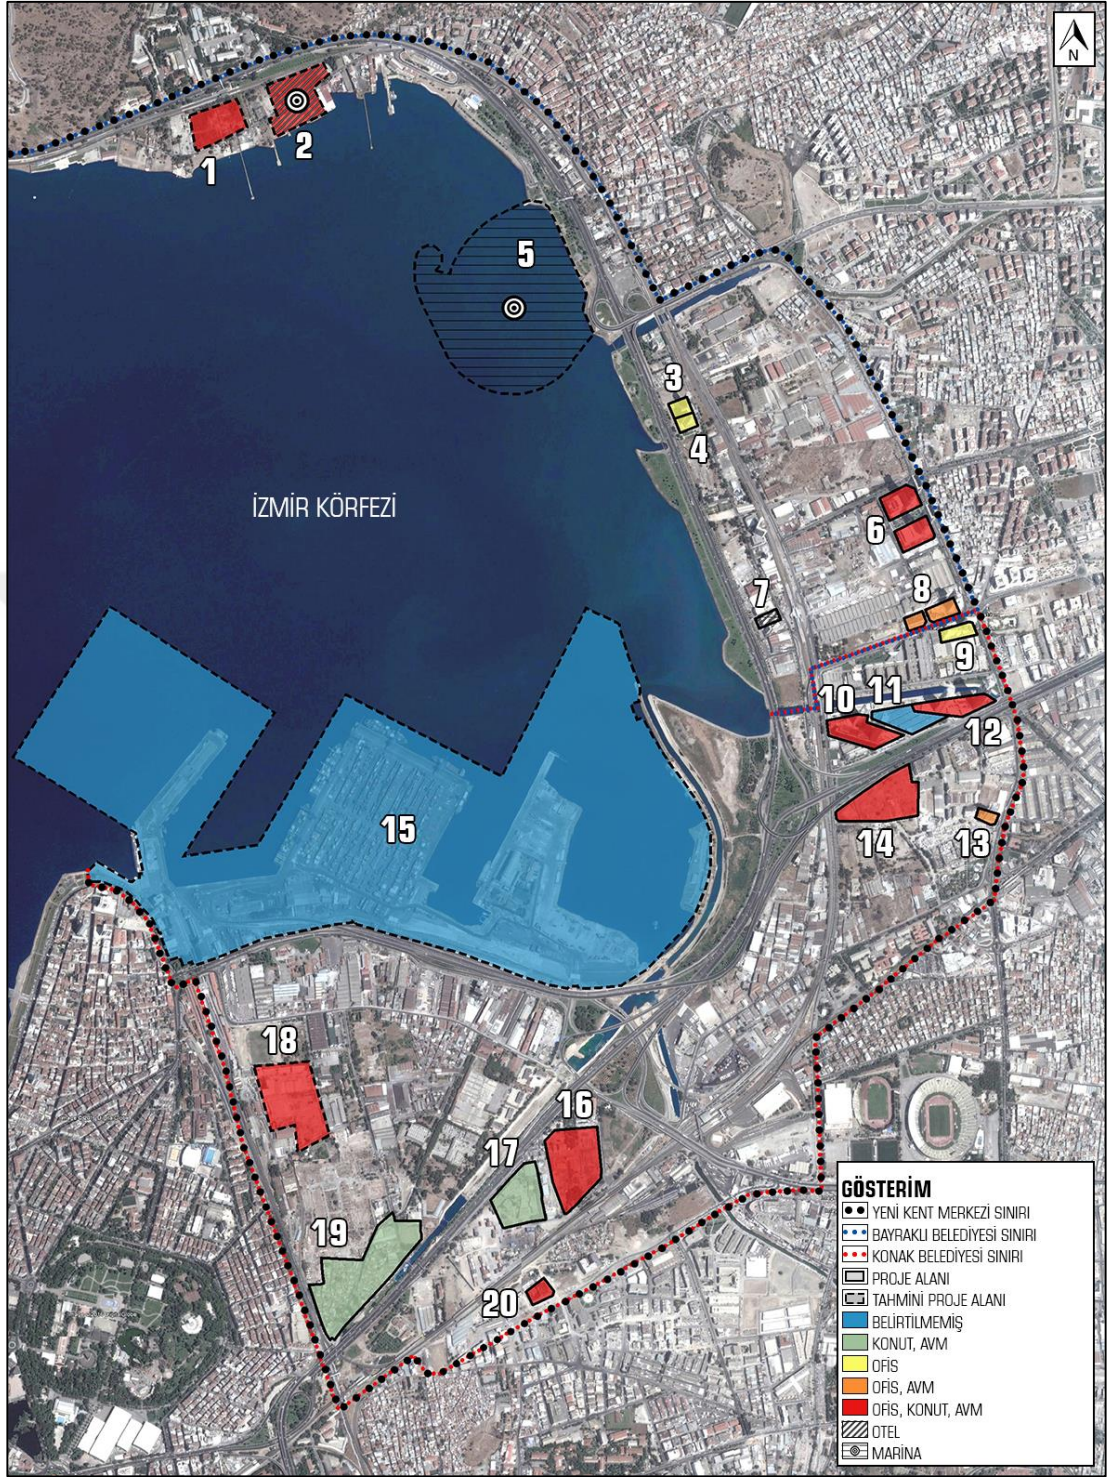 N
1
2
5
3
4
İZMİR KÖRFEZİ
6
7
8
9
10
11
12
13
14
15
16
17
18
19
20
GÖSTERİM
YENİ KENT MERKEZİ SINIRI
BAYRAKLI BELEDİYESİ SINIRI
KONAK BELEDİYESİ SINIRI
PROJE ALANI
TAHMİNİ PROJE ALANI
BELİRTİLMEMİŞ
KONUT, AVM
OFİS
OFİS, AVM
OFİS, KONUT, AVM
OTEL
MARİNA